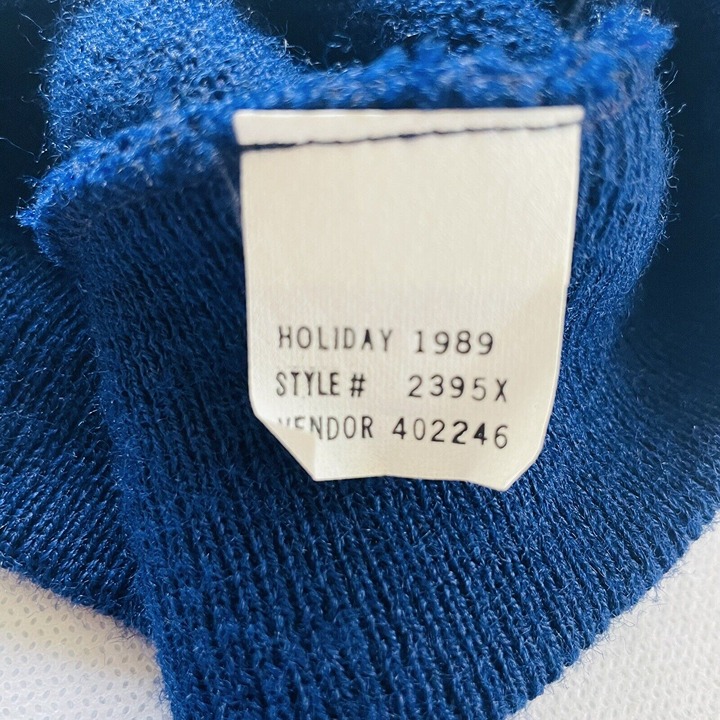 HOLIDAY 1989
STYLE # 2395X
VENDOR 402246